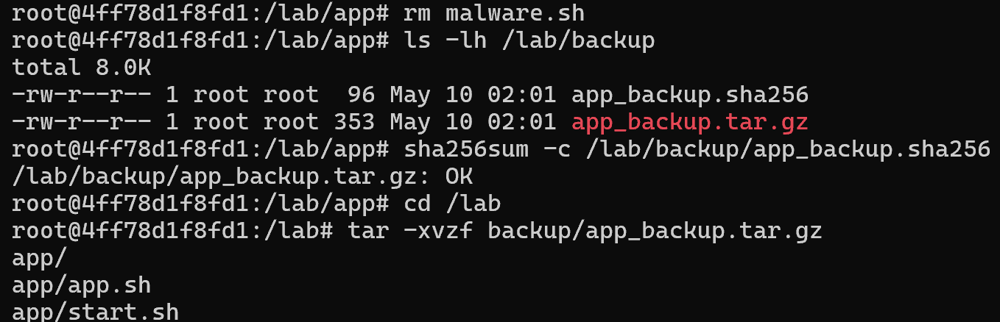 root@4ff78d1f8fd1:/lab/app# rm malware.sh
root@4ff78d1f8fd1:/lab/app# ls -lh /lab/backup
total 8.0K
-rw-r--r-- 1 root root  96 May 10 02:01 app_backup.sha256
-rw-r--r-- 1 root root 353 May 10 02:01 app_backup.tar.gz
root@4ff78d1f8fd1:/lab/app# sha256sum -c /lab/backup/app_backup.sha256
/lab/backup/app_backup.tar.gz: OK
root@4ff78d1f8fd1:/lab/app# cd /lab
root@4ff78d1f8fd1:/lab# tar -xvzf backup/app_backup.tar.gz
app/
app/app.sh
app/start.sh